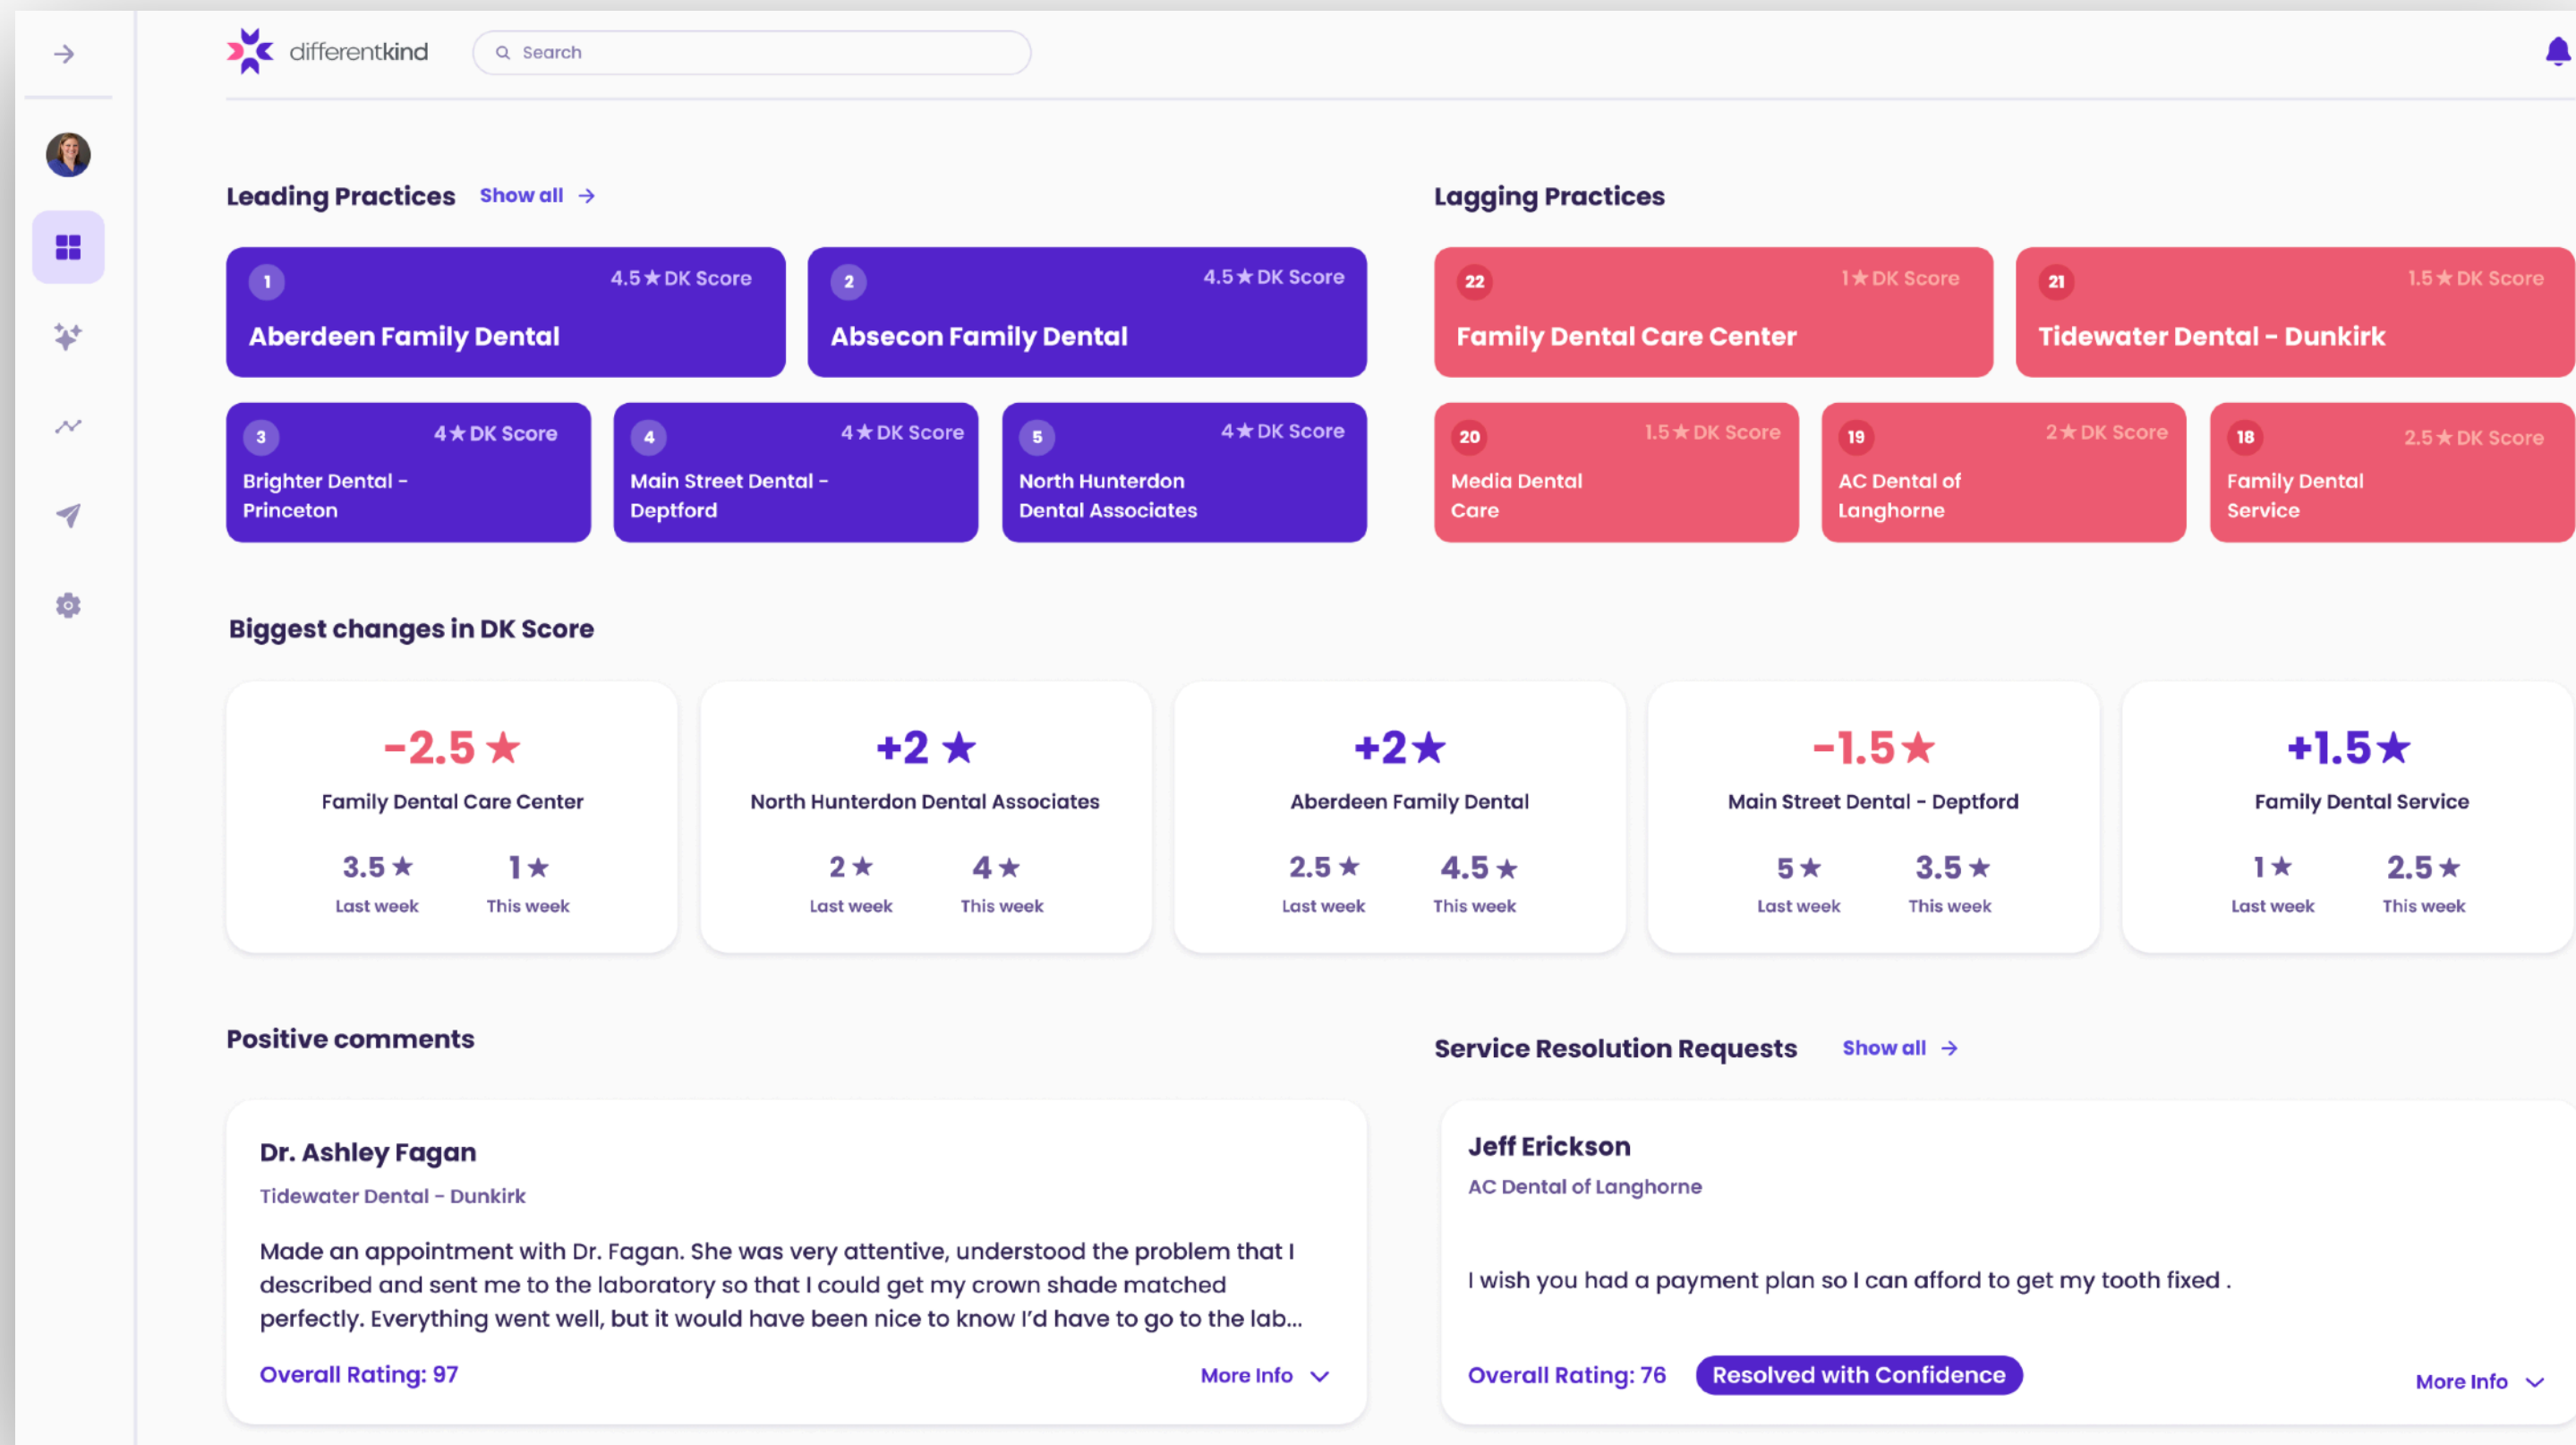 differentkind
Search
Leading Practices Show all
Lagging Practices
1
4.5 ★ DK Score
Aberdeen Family Dental
2
4.5 ★ DK Score
Absecon Family Dental
22
1 ★ DK Score
Family Dental Care Center
21
1.5 ★ DK Score
Tidewater Dental - Dunkirk
3
4 ★ DK Score
Brighter Dental -
Princeton
4
4 ★ DK Score
Main Street Dental -
Deptford
5
4 ★ DK Score
North Hunterdon
Dental Associates
20
1.5 ★ DK Score
Media Dental
Care
19
2 ★ DK Score
AC Dental of
Langhorne
18
2.5 ★ DK Score
Family Dental
Service
Biggest changes in DK Score
-2.5 ★
Family Dental Care Center
3.5 ★ 1 ★
Last week This week
+2 ★
North Hunterdon Dental Associates
2 ★ 4 ★
Last week This week
+2 ★
Aberdeen Family Dental
2.5 ★ 4.5 ★
Last week This week
-1.5 ★
Main Street Dental - Deptford
5 ★ 3.5 ★
Last week This week
+1.5 ★
Family Dental Service
1 ★ 2.5 ★
Last week This week
Positive comments
Dr. Ashley Fagan
Tidewater Dental - Dunkirk
Made an appointment with Dr. Fagan. She was very attentive, understood the problem that I
described and sent me to the laboratory so that I could get my crown shade matched
perfectly. Everything went well, but it would have been nice to know I'd have to go to the lab...
Overall Rating: 97
More Info
Service Resolution Requests Show all
Jeff Erickson
AC Dental of Langhorne
I wish you had a payment plan so I can afford to get my tooth fixed .
Overall Rating: 76 Resolved with Confidence
More Info